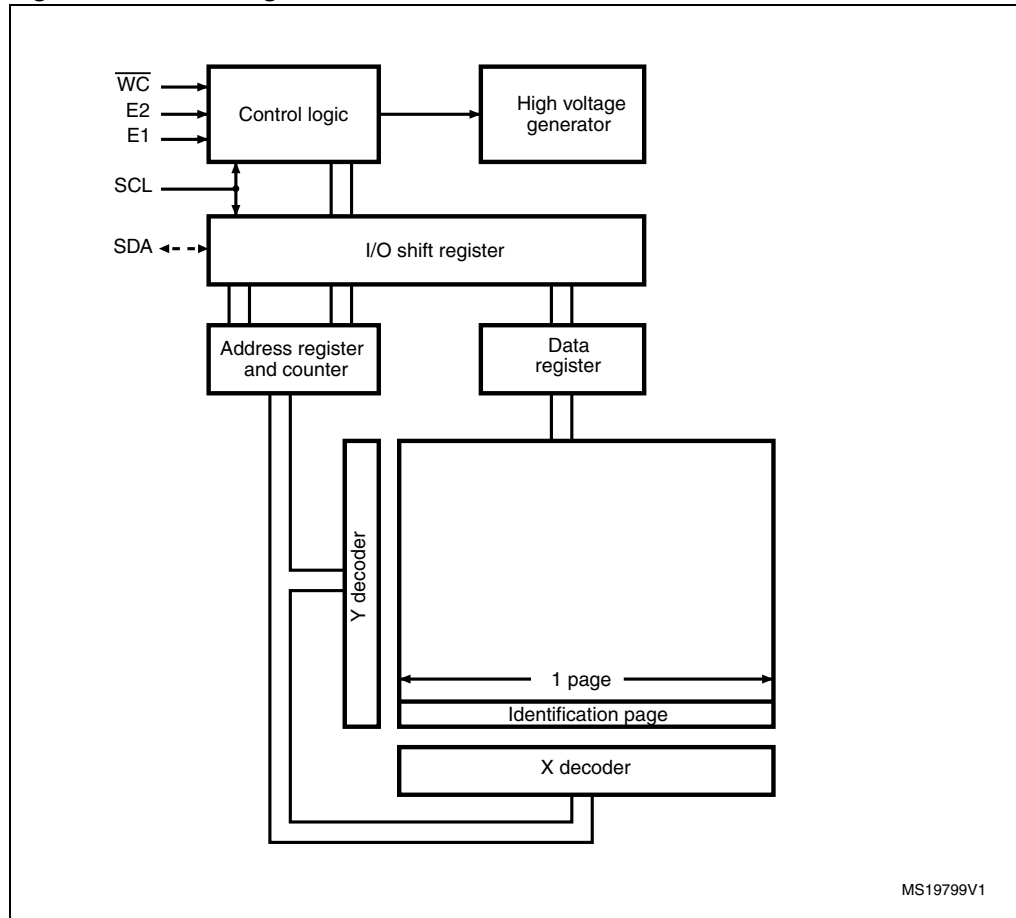 W̅C̅
E2
E1
SCL
SDA
Control logic
High voltage
generator
I/O shift register
Address register
and counter
Data
register
Y decoder
1 page
Identification page
X decoder
MS19799V1